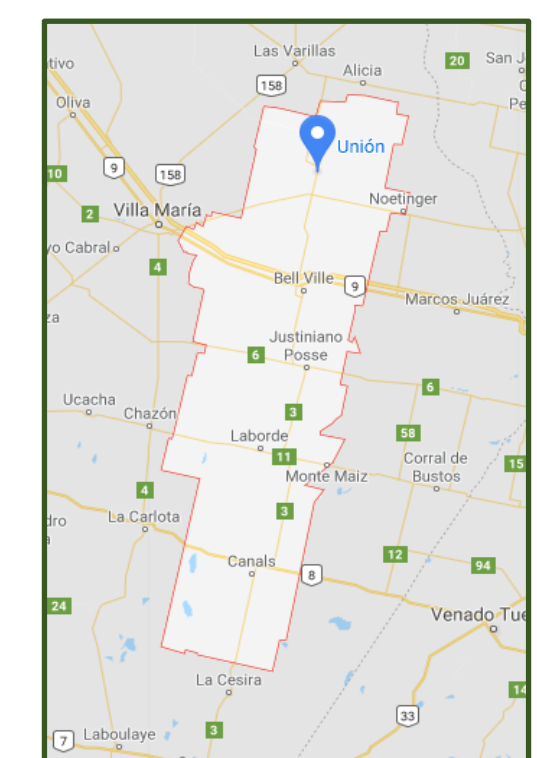 Las Varillas
20
San J
tivo
Alicia
C
158
Pe
Oliva
Unión
9
158
10
Noetinger
2
Villa María
yo Cabral
4
Bell Ville
9
Marcos Juárez
za
Justiniano
Posse
6
6
Ucacha
3
Chazón
58
Laborde
11
Corral de
Bustos
15
Monte Maiz
4
3
La Carlota
dro
a
12
Canals
8
94
24
Venado Tue
La Cesira
14
33
3
7
Laboulaye